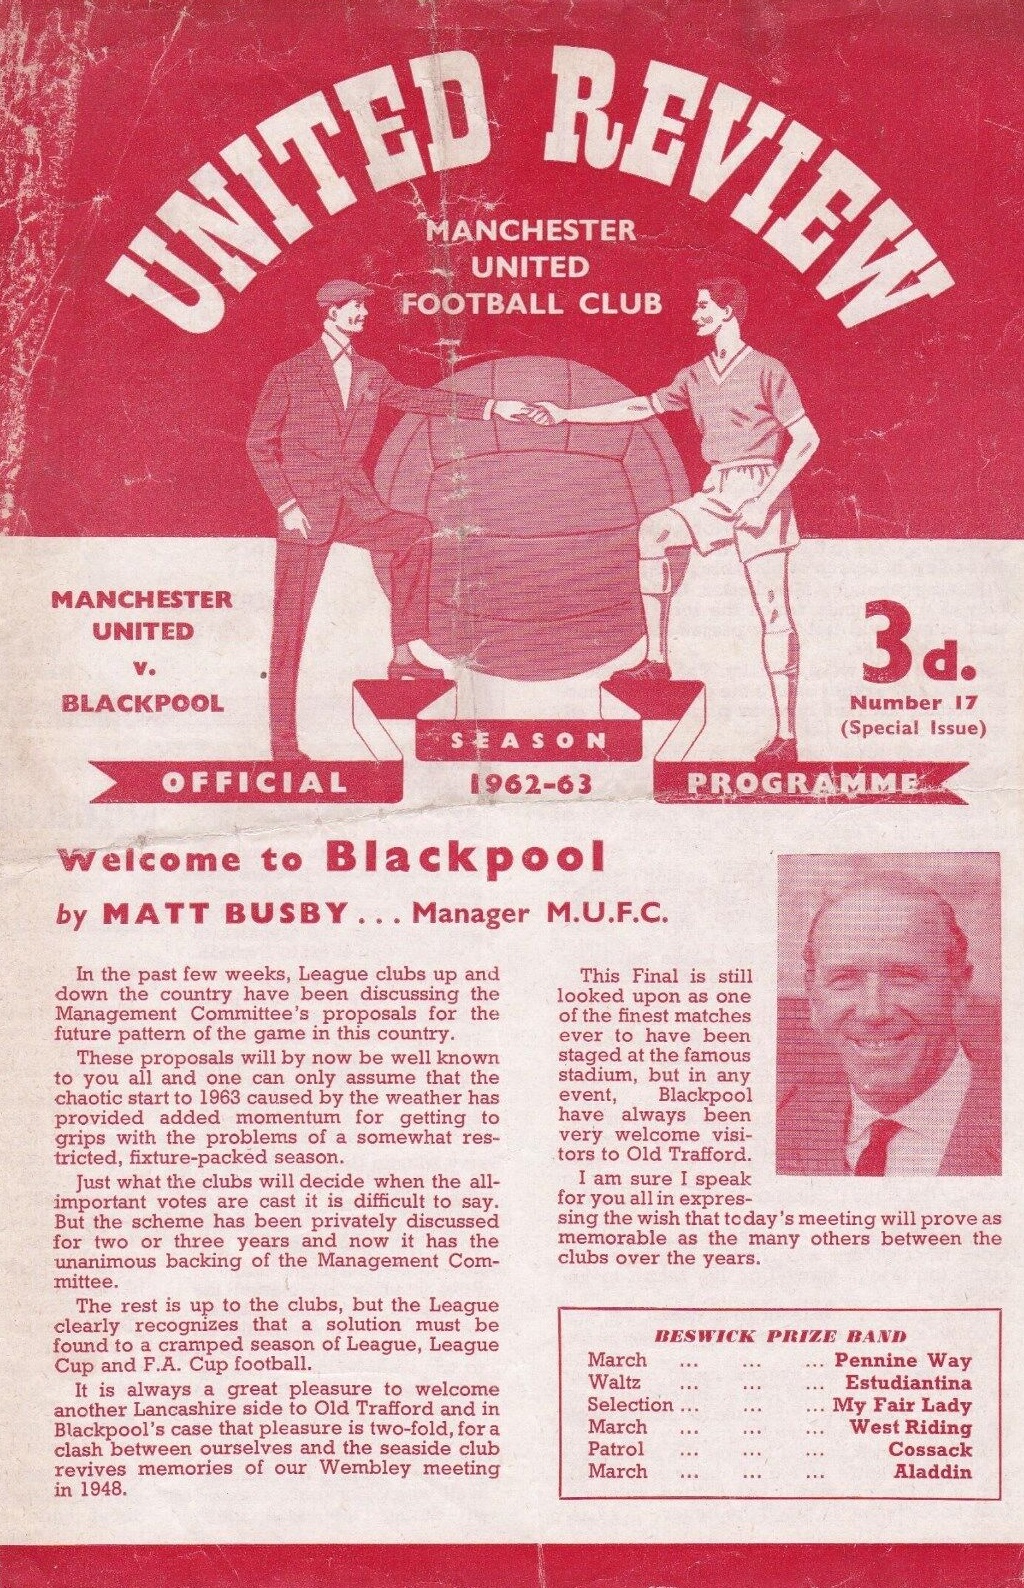 UNITED REVIEW
MANCHESTER
UNITED
FOOTBALL CLUB
MANCHESTER
UNITED
v.
BLACKPOOL
3d.
Number 17
(Special Issue)
SEASON
OFFICIAL
1962-63
PROGRAMME
Welcome to Blackpool
by MATT BUSBY... Manager M.U.F.C.
In the past few weeks, League clubs up and
down the country have been discussing the
Management Committee's proposals for the
future pattern of the game in this country.
These proposals will by now be well known
to you all and one can only assume that the
chaotic start to 1963 caused by the weather has
provided added momentum for getting to
grips with the problems of a somewhat res-
tricted, fixture-packed season.
Just what the clubs will decide when the all-
important votes are cast it is difficult to say.
But the scheme has been privately discussed
for two or three years and now it has the
unanimous backing of the Management Com-
mittee.
The rest is up to the clubs, but the League
clearly recognizes that a solution must be
found to a cramped season of League, League
Cup and F.A. Cup football.
It is always a great pleasure to welcome
another Lancashire side to Old Trafford and in
Blackpool's case that pleasure is two-fold, for a
clash between ourselves and the seaside club
revives memories of our Wembley meeting
in 1948.
This Final is still
looked upon as one
of the finest matches
ever to have been
staged at the famous
stadium, but in any
event, Blackpool
have always been
very welcome visi-
tors to Old Trafford.
I am sure I speak
for you all in expres-
sing the wish that today's meeting will prove as
memorable as the many others between the
clubs over the years.
BESWICK PRIZE BAND
March ... ... ... Pennine Way
Waltz ... ... ... Estudiantina
Selection ... ... ... My Fair Lady
March ... ... ... West Riding
Patrol ... ... ... Cossack
March ... ... ... Aladdin